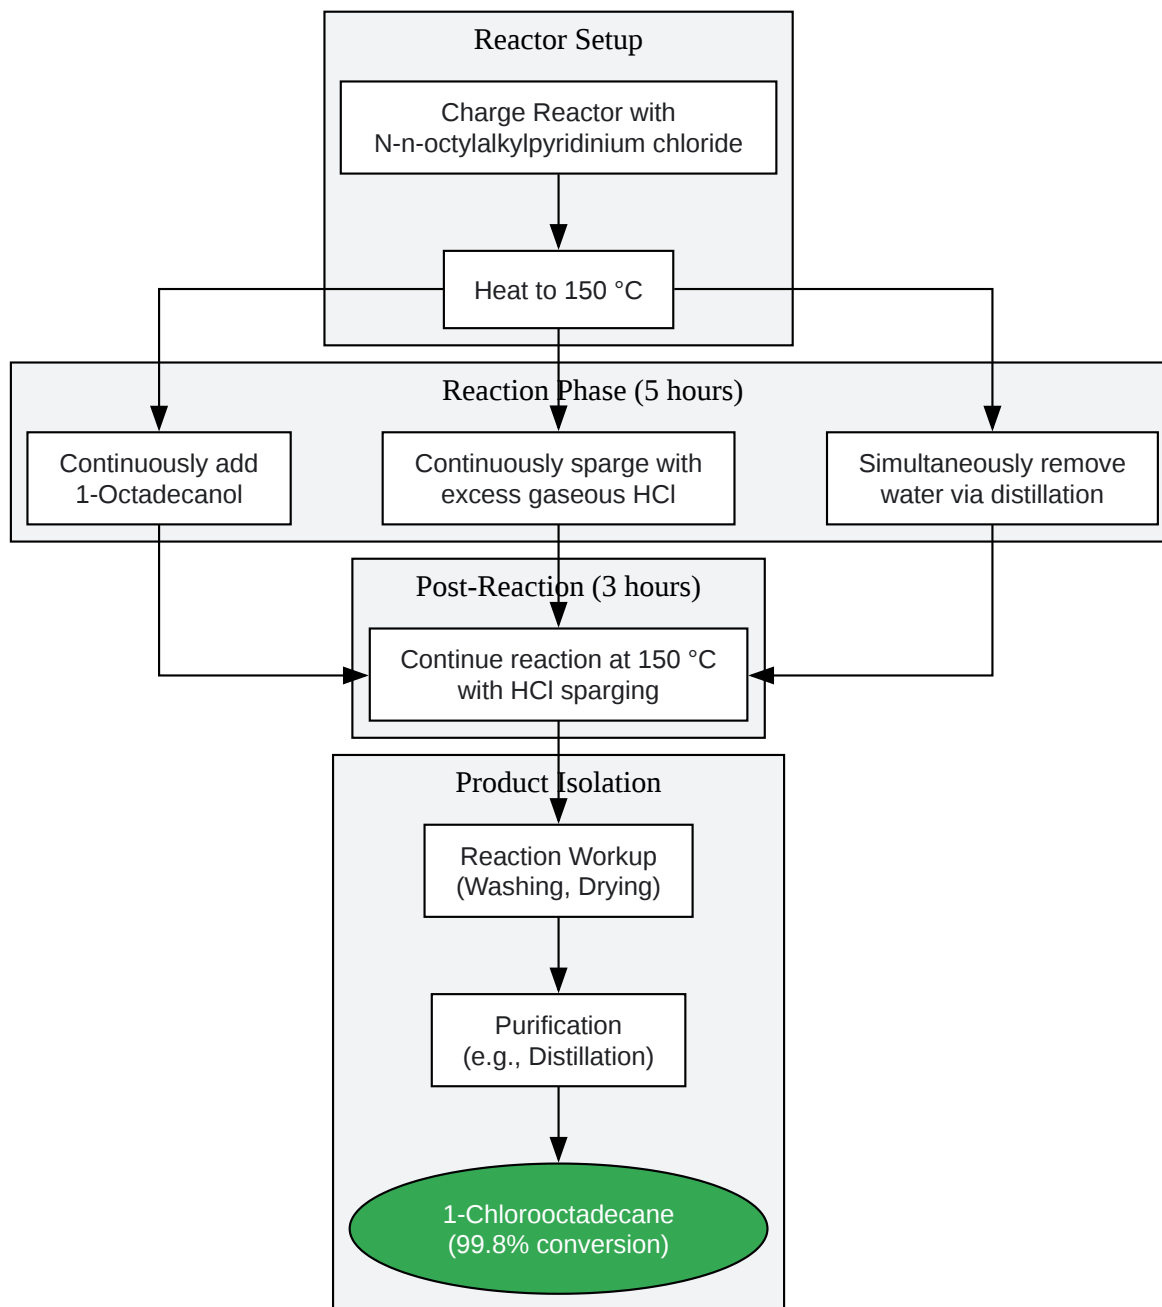 Reactor Setup
Charge Reactor with
N-n-octylalkylpyridinium chloride
Heat to 150 °C
Reaction Phase (5 hours)
Continuously add
1-Octadecanol
Continuously sparge with
excess gaseous HCl
Simultaneously remove
water via distillation
Post-Reaction (3 hours)
Continue reaction at 150 °C
with HCl sparging
Product Isolation
Reaction Workup
(Washing, Drying)
Purification
(e.g., Distillation)
1-Chlorooctadecane
(99.8% conversion)